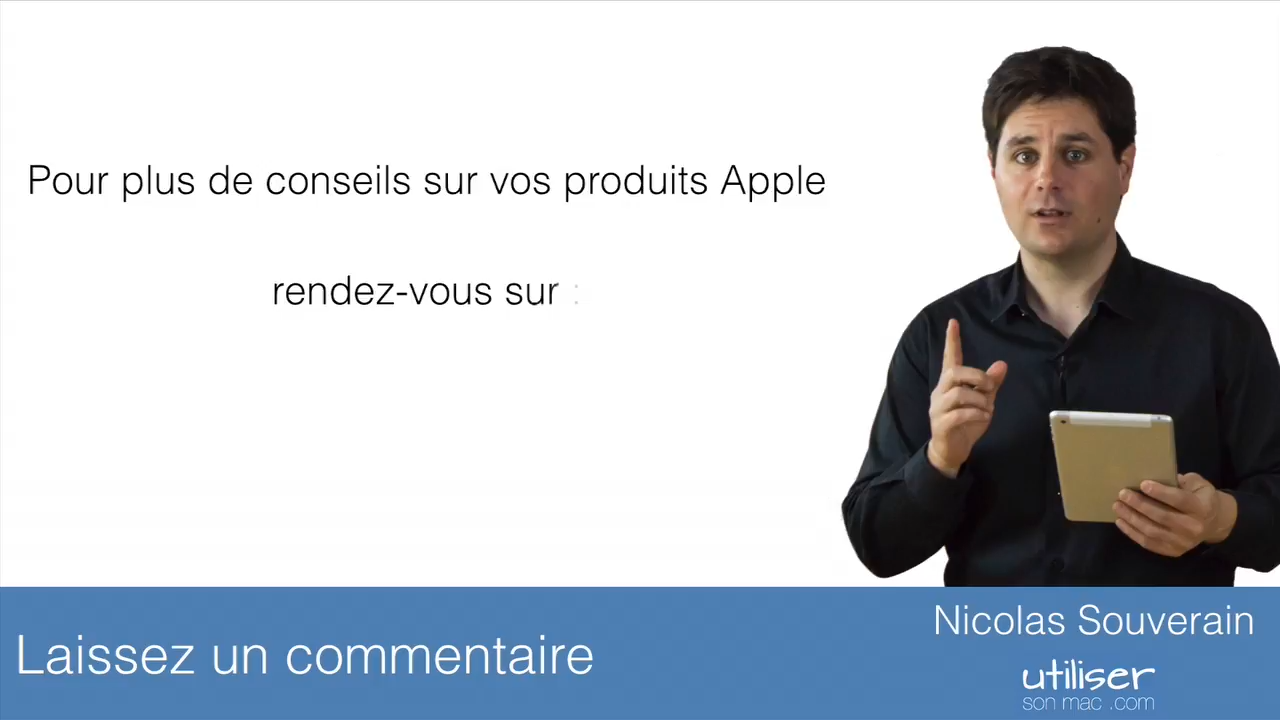 Pour plus de conseils sur vos produits Apple
rendez-vous sur :
Laissez un commentaire
Nicolas Souverain
utiliser
son mac .com